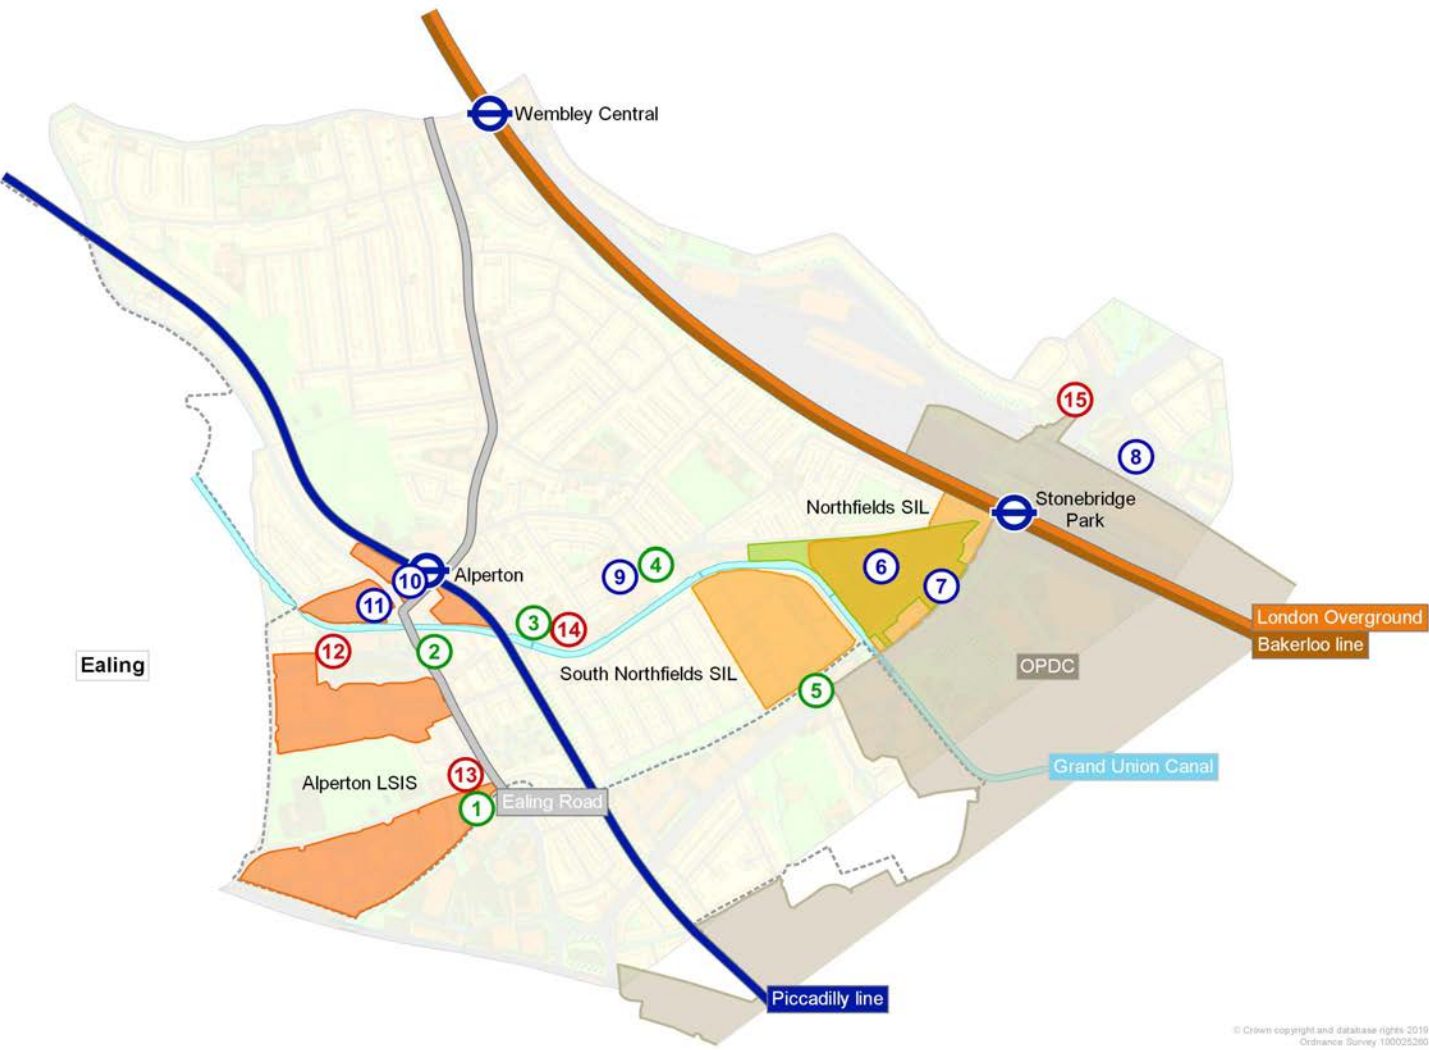 Wembley Central
15
8
Stonebridge
Park
Northfields SIL
4
9
6
7
10
Alperton
11
3
14
London Overground
Bakerloo line
12
2
Ealing
South Northfields SIL
OPDC
5
Grand Union Canal
13
Alperton LSIS
1
Ealing Road
Piccadilly line
© Crown copyright and database rights 2019
Ordnance Survey 100025260